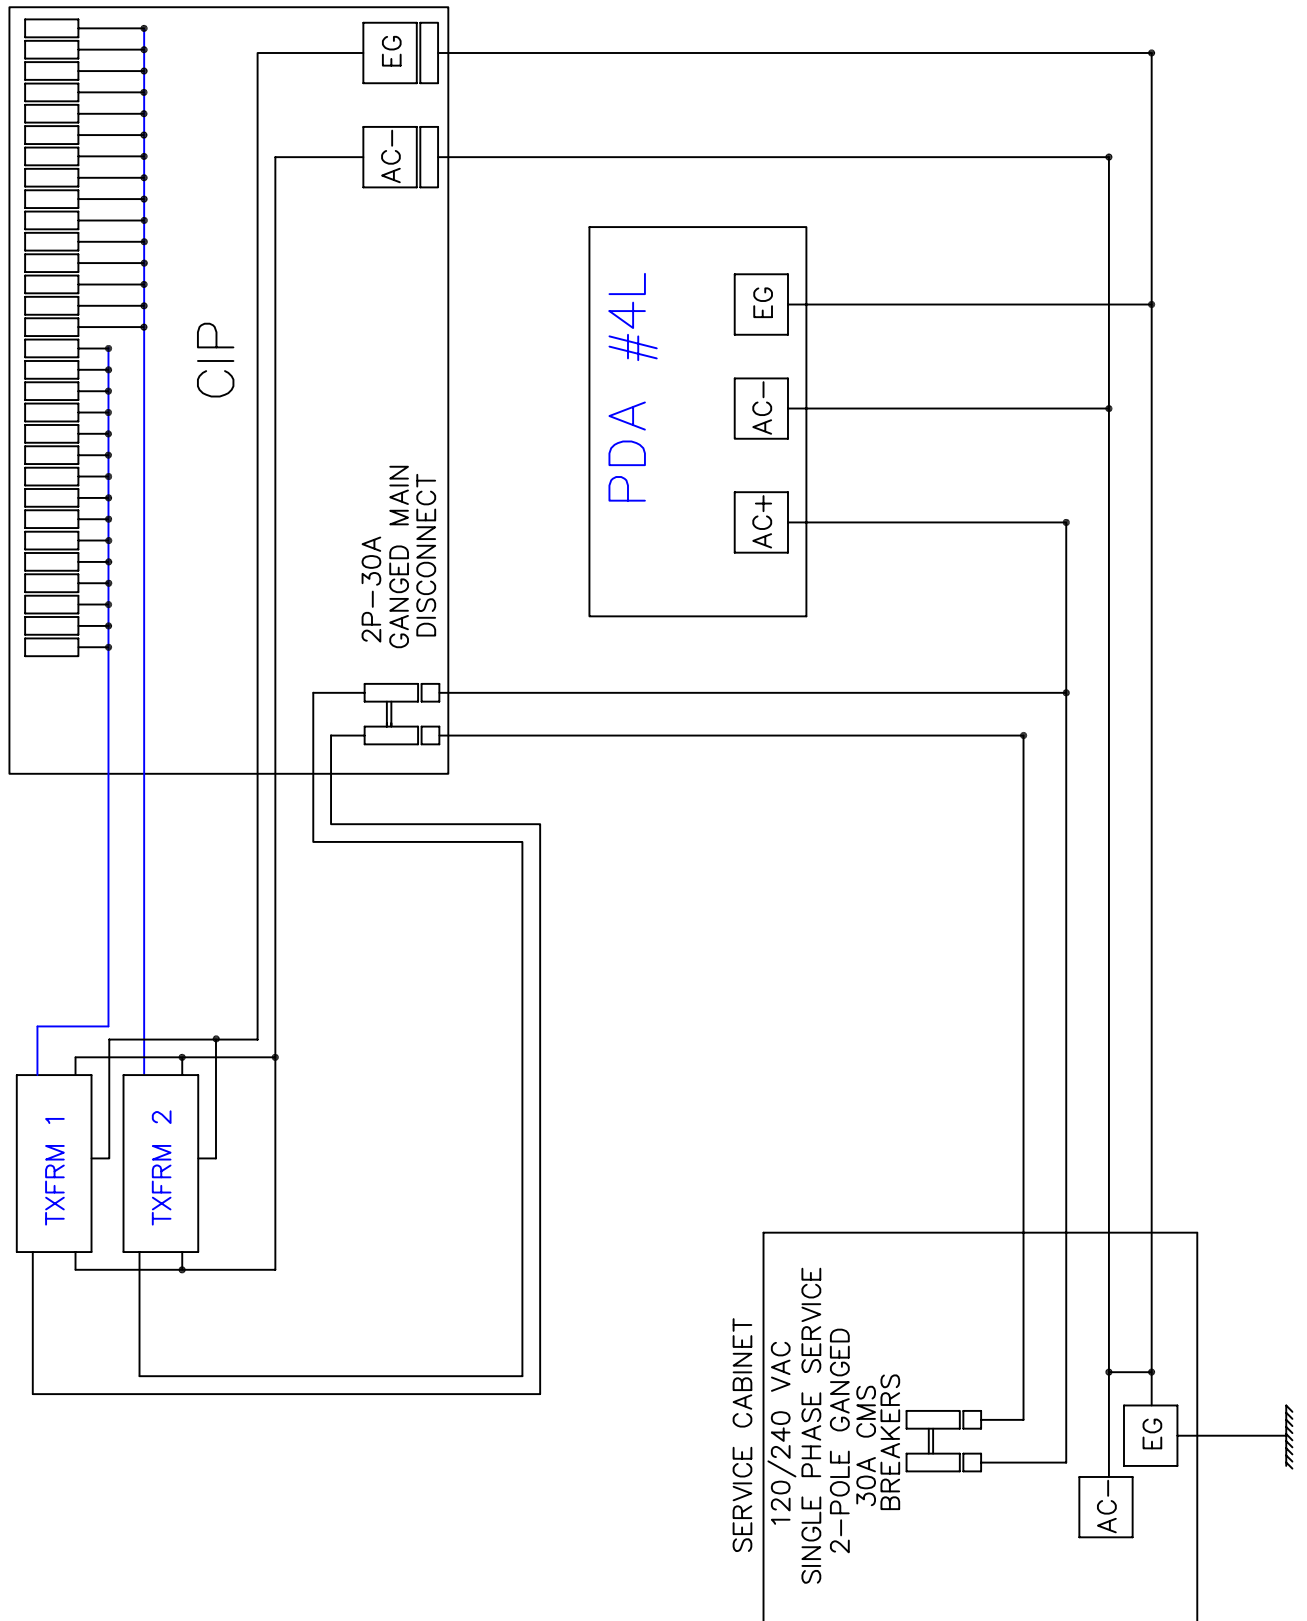 EG
AC-
CIP
2P-30A
GANGED MAIN
DISCONNECT
PDA #4L
EG
AC-
AC+
TXFRM 1
TXFRM 2
SERVICE CABINET
120/240 VAC
SINGLE PHASE SERVICE
2-POLE GANGED
30A CMS
BREAKERS
EG
AC-